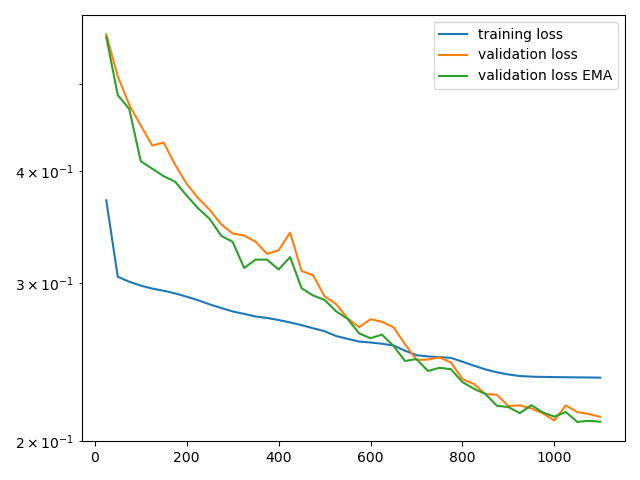 training loss
validation loss
validation loss EMA
4 × 10⁻¹
3 × 10⁻¹
2 × 10⁻¹
0 200 400 600 800 1000